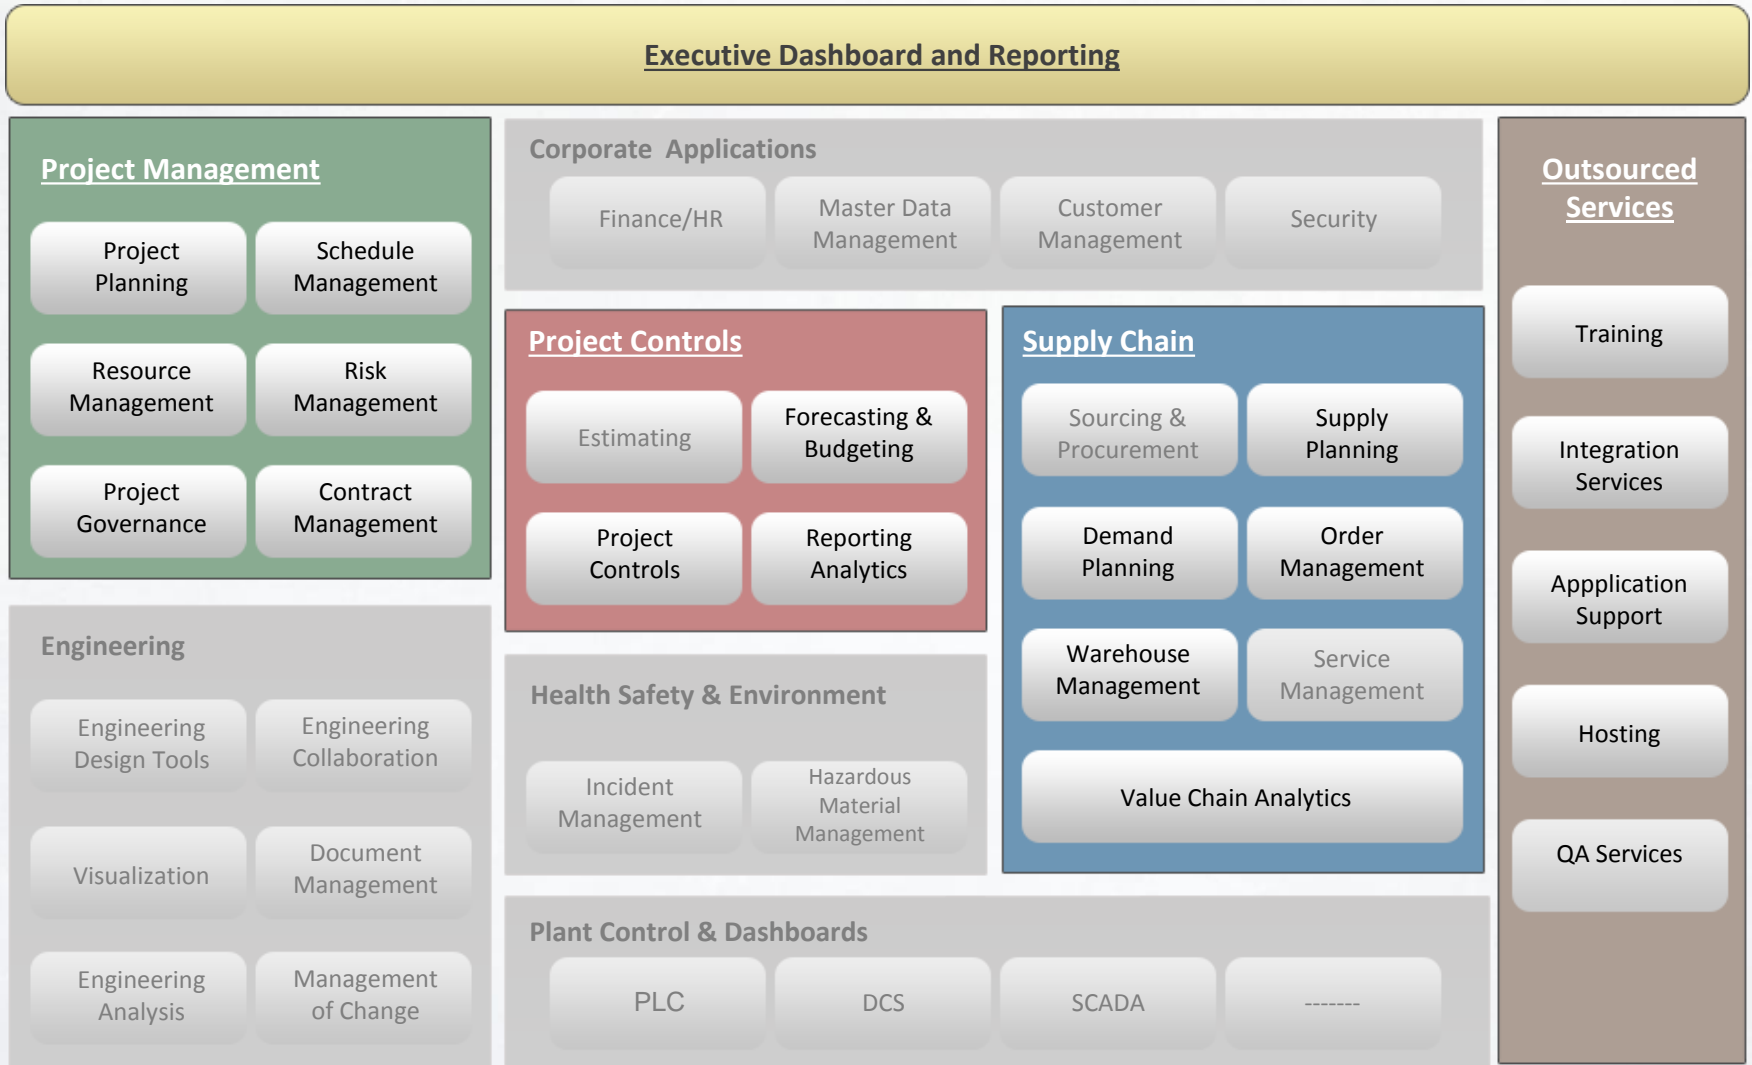 Executive Dashboard and Reporting
Project Management
Project
Planning
Schedule
Management
Resource
Management
Risk
Management
Project
Governance
Contract
Management
Engineering
Engineering
Design Tools
Engineering
Collaboration
Visualization
Document
Management
Engineering
Analysis
Management
of Change
Corporate  Applications
Finance/HR
Master Data
Management
Customer
Management
Security
Project Controls
Estimating
Forecasting &
Budgeting
Project
Controls
Reporting
Analytics
Health Safety & Environment
Incident
Management
Hazardous
Material
Management
Supply Chain
Sourcing &
Procurement
Supply
Planning
Demand
Planning
Order
Management
Warehouse
Management
Service
Management
Value Chain Analytics
Plant Control & Dashboards
PLC
DCS
SCADA
-------
Outsourced
Services
Training
Integration
Services
Appplication
Support
Hosting
QA Services